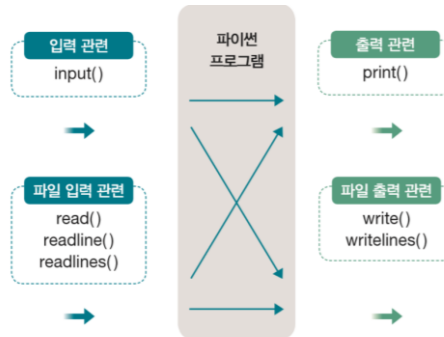 입력 관련
input()
파이썬
프로그램
출력 관련
print()
파일 입력 관련
read()
readline()
readlines()
파일 출력 관련
write()
writelines()